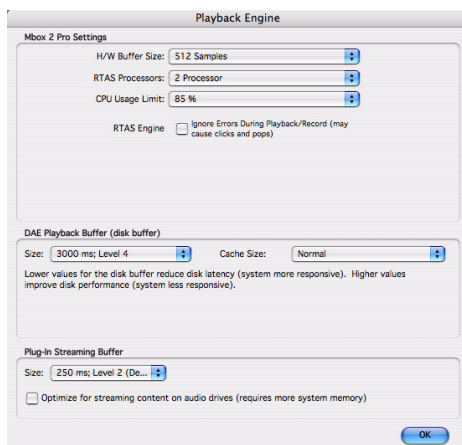 Playback Engine
Mbox 2 Pro Settings
H/W Buffer Size: 512 Samples
RTAS Processors: 2 Processor
CPU Usage Limit: 85 %
RTAS Engine Ignore Errors During Playback/Record (may
cause clicks and pops)
DAE Playback Buffer (disk buffer)
Size: 3000 ms; Level 4 Cache Size: Normal
Lower values for the disk buffer reduce disk latency (system more responsive). Higher values
improve disk performance (system less responsive).
Plug-In Streaming Buffer
Size: 250 ms; Level 2 (De...
Optimize for streaming content on audio drives (requires more system memory)
OK